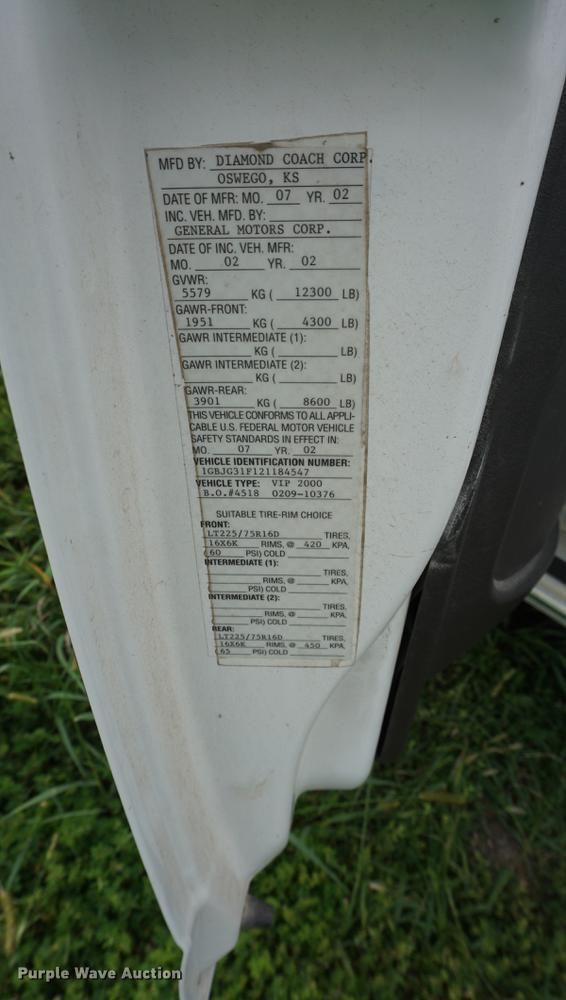 MFD BY: DIAMOND COACH CORP.
OSWEGO, KS
DATE OF MFR: MO. 07 YR. 02
INC. VEH. MFD. BY:
GENERAL MOTORS CORP.
DATE OF INC. VEH. MFR:
MO. 02 YR. 02
GVWR:
5579 KG ( 12300 LB)
GAWR-FRONT:
1951 KG ( 4300 LB)
GAWR INTERMEDIATE (1):
KG ( LB)
GAWR INTERMEDIATE (2):
KG ( LB)
GAWR-REAR:
3901 KG ( 8600 LB)
THIS VEHICLE CONFORMS TO ALL APPLI-
CABLE U.S. FEDERAL MOTOR VEHICLE
SAFETY STANDARDS IN EFFECT IN:
MO. 07 YR. 02
VEHICLE IDENTIFICATION NUMBER:
1GBJG31F121184547
VEHICLE TYPE: VIP 2000
B.O.#4518 0209-10376
SUITABLE TIRE-RIM CHOICE
FRONT:
LT225/75R16D TIRES,
16X6K RIMS, @ 420 KPA,
( 60 PSI) COLD
INTERMEDIATE (1):
TIRES,
RIMS, @ KPA,
( PSI) COLD
INTERMEDIATE (2):
TIRES,
RIMS, @ KPA,
( PSI) COLD
REAR:
LT225/75R16D TIRES,
16X6K RIMS, @ 450 KPA,
( 65 PSI) COLD
Purple Wave Auction